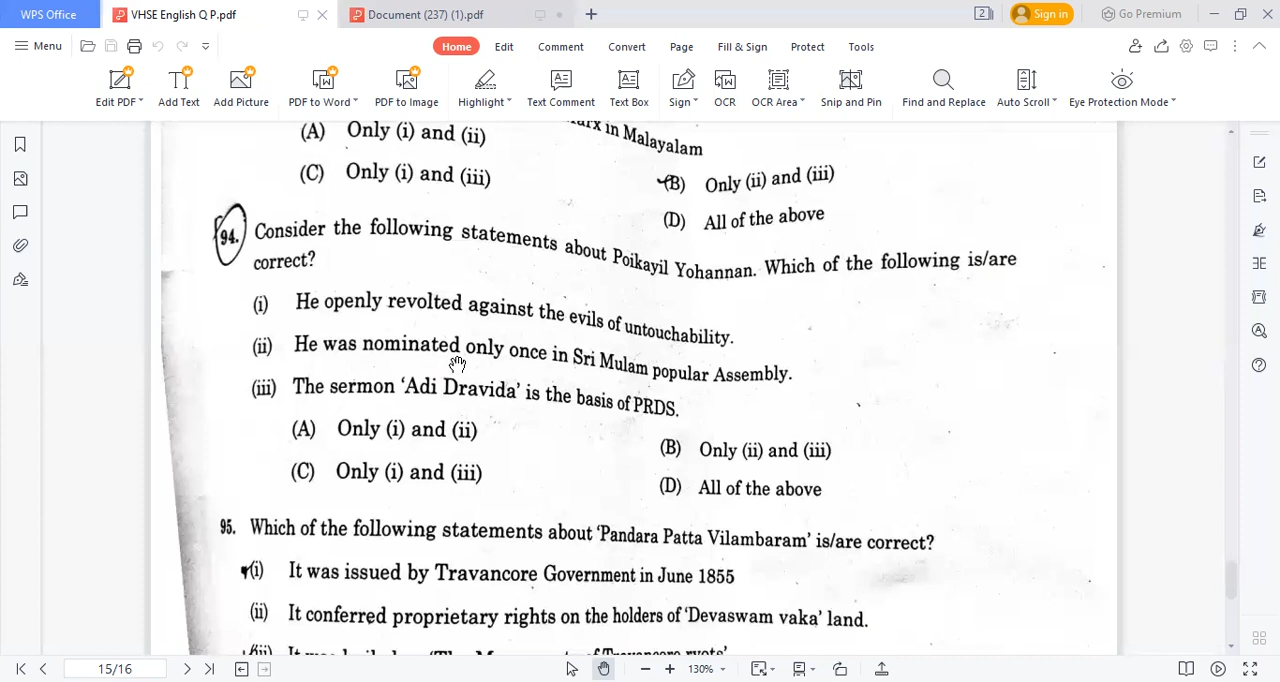 WPS Office
VHSE English Q P.pdf
Document (237) (1).pdf
2
Sign in
Go Premium
Menu
Home
Edit
Comment
Convert
Page
Fill & Sign
Protect
Tools
Edit PDF
Add Text
Add Picture
PDF to Word
PDF to Image
Highlight
Text Comment
Text Box
Sign
OCR
OCR Area
Snip and Pin
Find and Replace
Auto Scroll
Eye Protection Mode
in Malayalam
(A) Only (i) and (ii)
(B) Only (ii) and (iii)
(C) Only (i) and (iii)
(D) All of the above
94. Consider the following statements about Poikayil Yohannan. Which of the following is/are
correct?
(i) He openly revolted against the evils of untouchability.
(ii) He was nominated only once in Sri Mulam popular Assembly.
(iii) The sermon 'Adi Dravida' is the basis of PRDS.
(A) Only (i) and (ii)
(B) Only (ii) and (iii)
(C) Only (i) and (iii)
(D) All of the above
95. Which of the following statements about 'Pandara Patta Vilambaram' is/are correct?
(i) It was issued by Travancore Government in June 1855
(ii) It conferred proprietary rights on the holders of 'Devaswam vaka' land.
15/16
130%